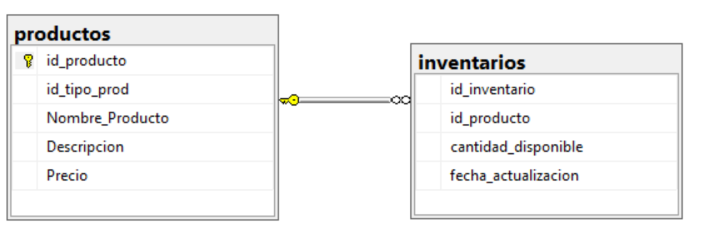 productos
id_producto
id_tipo_prod
Nombre_Producto
Descripcion
Precio
inventarios
id_inventario
id_producto
cantidad_disponible
fecha_actualizacion